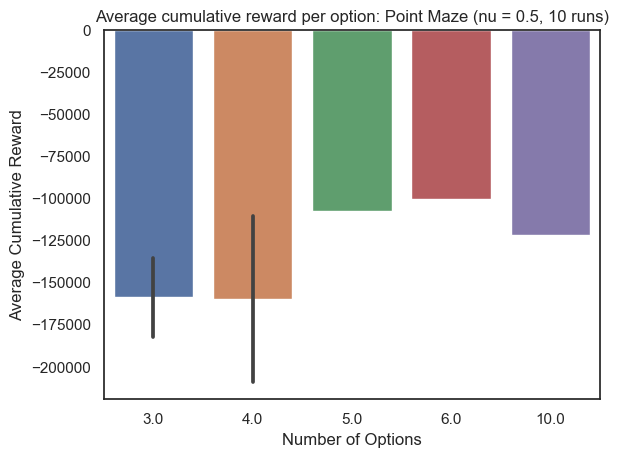 Average cumulative reward per option: Point Maze (nu = 0.5, 10 runs)
0
−25000
−50000
−75000
−100000
−125000
−150000
−175000
−200000
Average Cumulative Reward
3.0 4.0 5.0 6.0 10.0
Number of Options